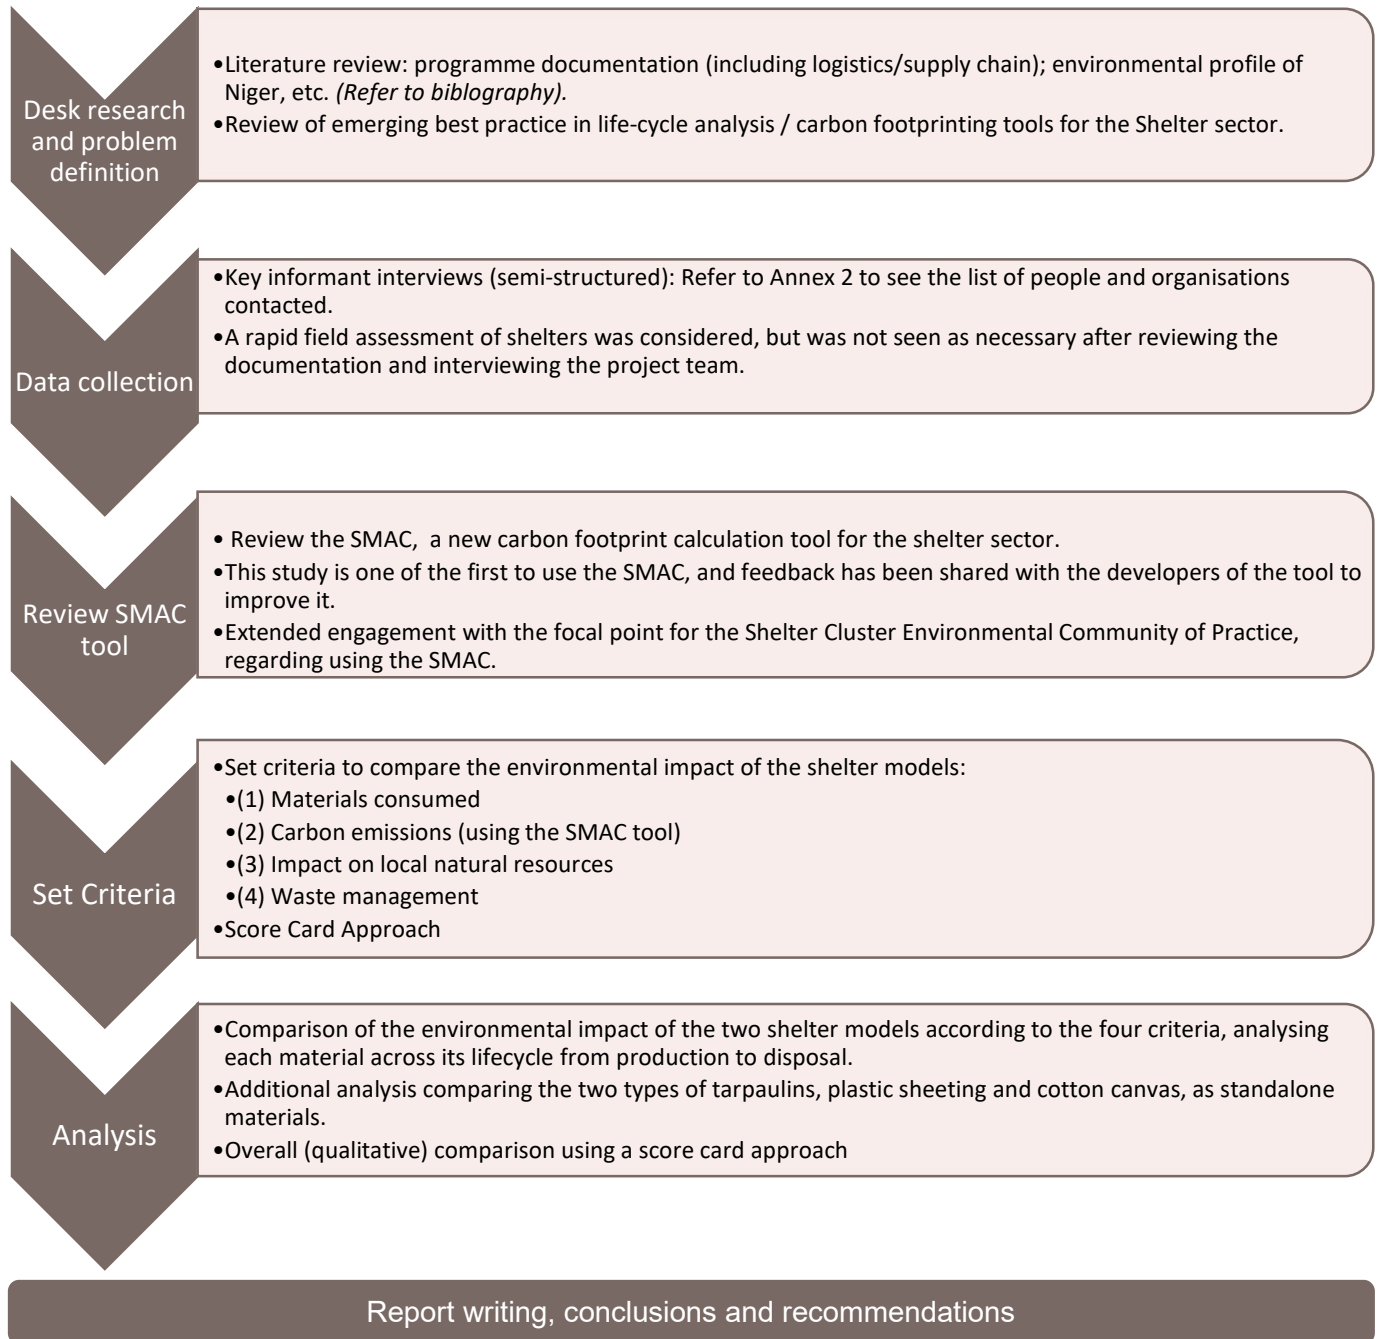 Desk research
and problem
definition
•Literature review: programme documentation (including logistics/supply chain); environmental profile of
Niger, etc. (Refer to biblography).
•Review of emerging best practice in life-cycle analysis / carbon footprinting tools for the Shelter sector.
Data collection
•Key informant interviews (semi-structured): Refer to Annex 2 to see the list of people and organisations
contacted.
•A rapid field assessment of shelters was considered, but was not seen as necessary after reviewing the
documentation and interviewing the project team.
Review SMAC
tool
• Review the SMAC, a new carbon footprint calculation tool for the shelter sector.
•This study is one of the first to use the SMAC, and feedback has been shared with the developers of the tool to
improve it.
•Extended engagement with the focal point for the Shelter Cluster Environmental Community of Practice,
regarding using the SMAC.
Set Criteria
•Set criteria to compare the environmental impact of the shelter models:
•(1) Materials consumed
•(2) Carbon emissions (using the SMAC tool)
•(3) Impact on local natural resources
•(4) Waste management
•Score Card Approach
Analysis
•Comparison of the environmental impact of the two shelter models according to the four criteria, analysing
each material across its lifecycle from production to disposal.
•Additional analysis comparing the two types of tarpaulins, plastic sheeting and cotton canvas, as standalone
materials.
•Overall (qualitative) comparison using a score card approach
Report writing, conclusions and recommendations